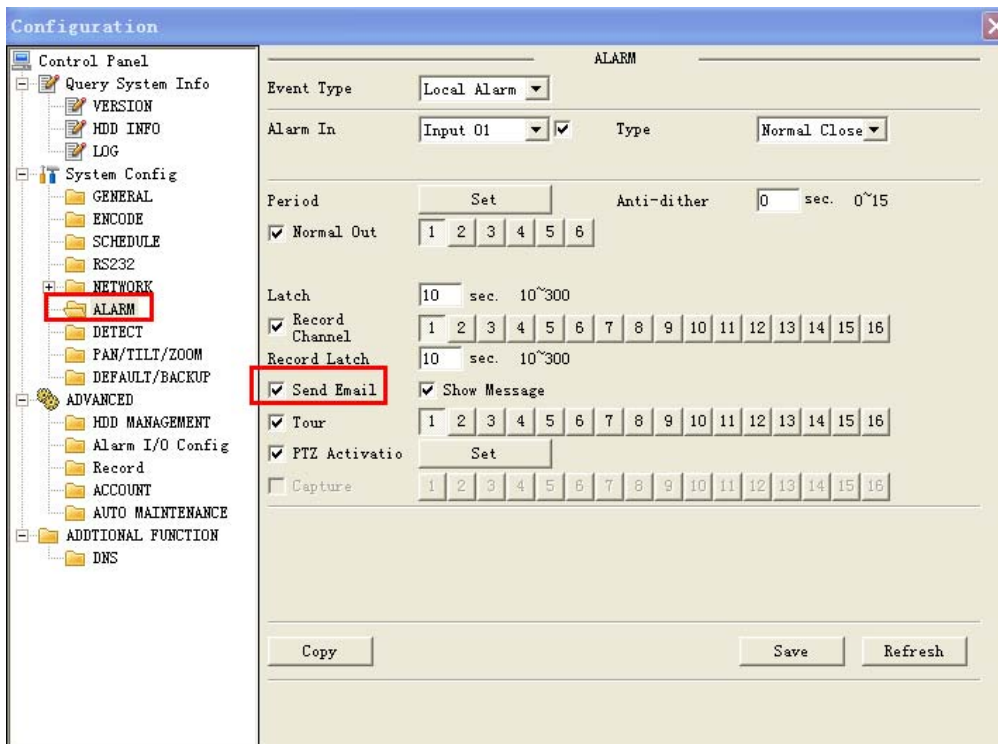 Configuration
Control Panel
Query System Info
VERSION
HDD INFO
LOG
System Config
GENERAL
ENCODE
SCHEDULE
RS232
NETWORK
ALARM
DETECT
PAN/TILT/ZOOM
DEFAULT/BACKUP
ADVANCED
HDD MANAGEMENT
Alarm I/O Config
Record
ACCOUNT
AUTO MAINTENANCE
ADDTIONAL FUNCTION
DNS
ALARM
Event Type Local Alarm
Alarm In Input 01 Type Normal Close
Period Set Anti-dither 0 sec. 0~15
Normal Out 1 2 3 4 5 6
Latch 10 sec. 10~300
Record Channel 1 2 3 4 5 6 7 8 9 10 11 12 13 14 15 16
Record Latch 10 sec. 10~300
Send Email Show Message
Tour 1 2 3 4 5 6 7 8 9 10 11 12 13 14 15 16
PTZ Activatio Set
Capture 1 2 3 4 5 6 7 8 9 10 11 12 13 14 15 16
Copy Save Refresh